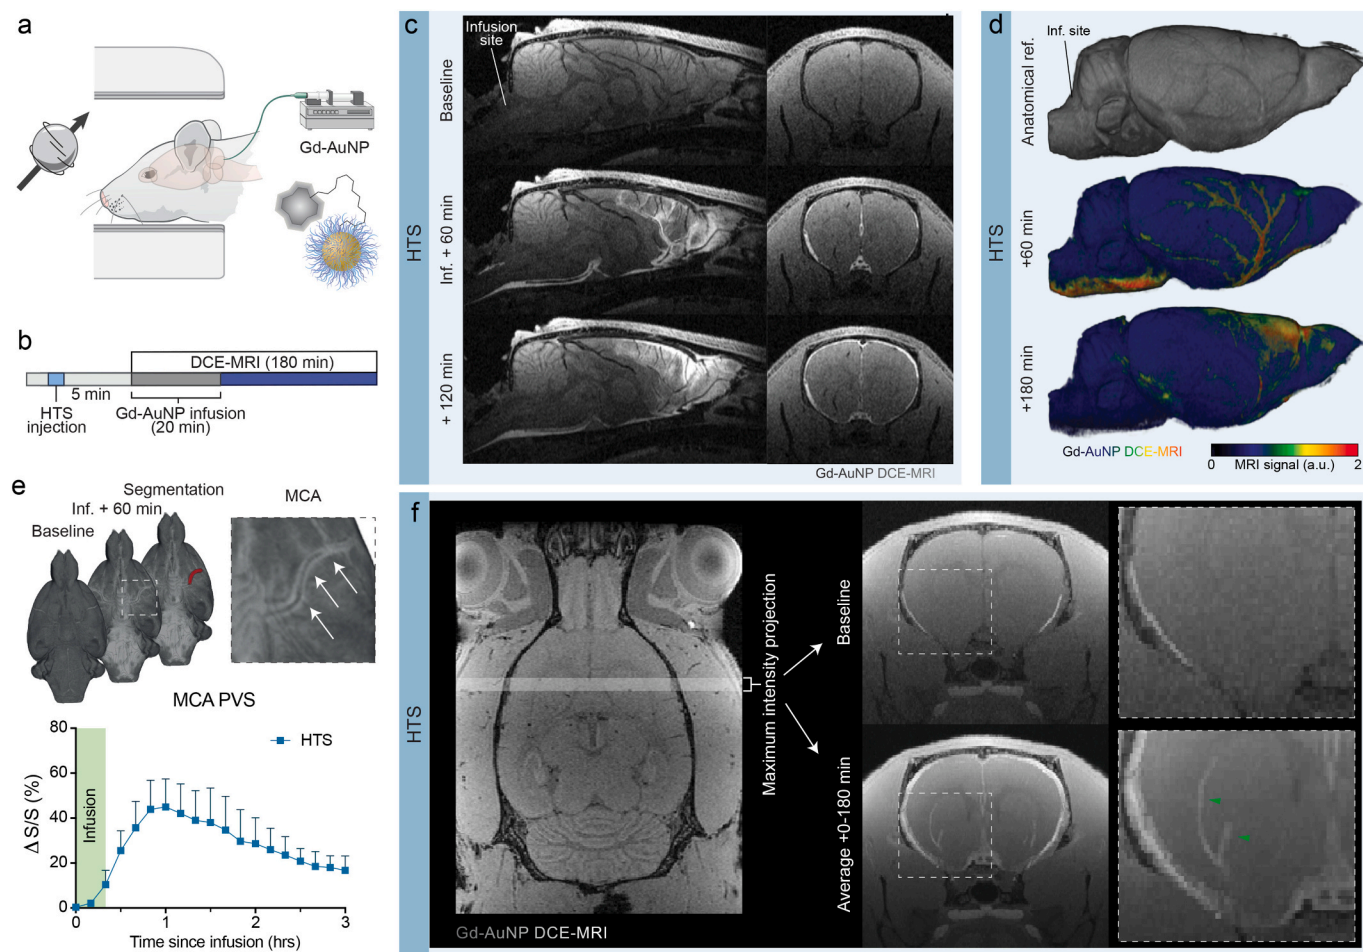 a
Gd-AuNP
b
DCE-MRI (180 min)
5 min
HTS
injection
Gd-AuNP infusion
(20 min)
c
HTS
Infusion
site
Baseline
Inf. + 60 min
+ 120 min
Gd-AuNP DCE-MRI
d
HTS
Inf. site
Anatomical ref.
+60 min
+180 min
Gd-AuNP DCE-MRI
0 MRI signal (a.u.) 2
e
Segmentation
Inf. + 60 min
Baseline
MCA
MCA PVS
HTS
Δ S/S (%)
80
60
40
20
0
Infusion
0 1 2 3
Time since infusion (hrs)
f
HTS
Maximum intensity projection
Baseline
Average +0-180 min
Gd-AuNP DCE-MRI